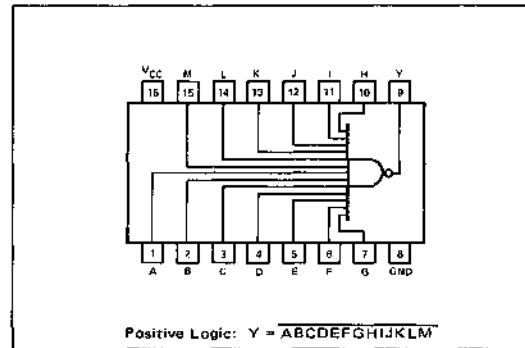 VCC M L K J I H Y
16 15 14 13 12 11 10 9
1 2 3 4 5 6 7 8
A B C D E F G GND
Positive Logic: Y = ABCDEFGHIJKLM